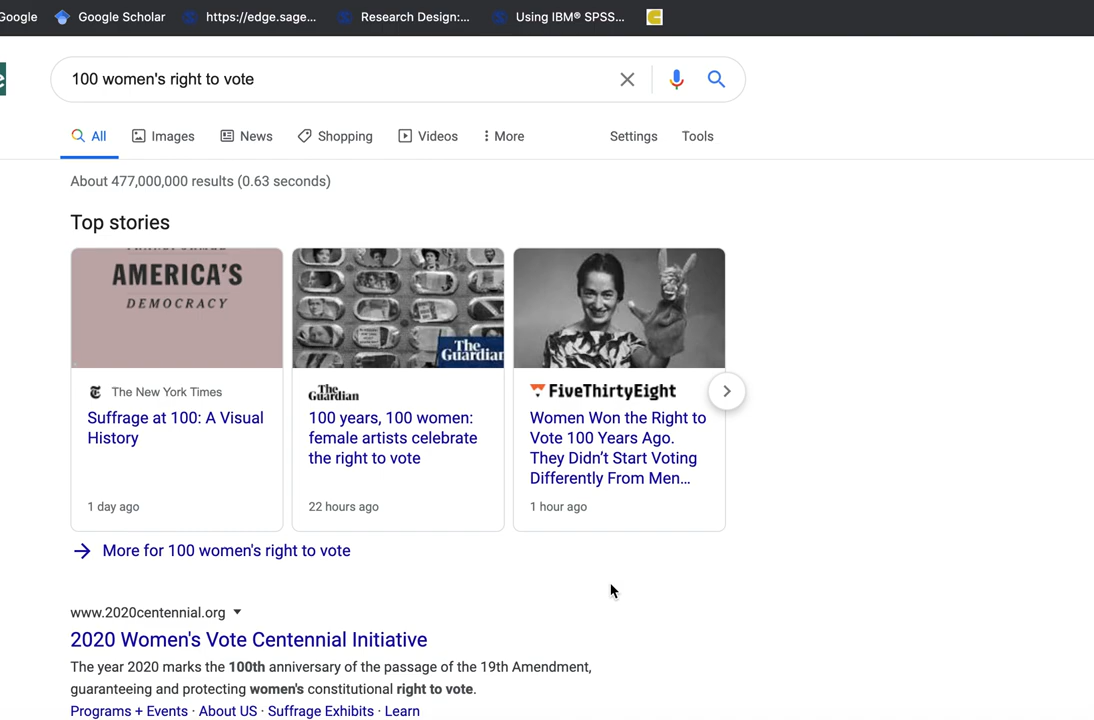 Google Google Scholar https://edge.sage... Research Design:... Using IBM® SPSS...
100 women's right to vote
All Images News Shopping Videos More Settings Tools
About 477,000,000 results (0.63 seconds)
Top stories
AMERICA'S
DEMOCRACY
The Guardian
The New York Times
Suffrage at 100: A Visual
History
1 day ago
The Guardian
100 years, 100 women:
female artists celebrate
the right to vote
22 hours ago
FiveThirtyEight
Women Won the Right to
Vote 100 Years Ago.
They Didn't Start Voting
Differently From Men...
1 hour ago
More for 100 women's right to vote
www.2020centennial.org
2020 Women's Vote Centennial Initiative
The year 2020 marks the 100th anniversary of the passage of the 19th Amendment,
guaranteeing and protecting women's constitutional right to vote.
Programs + Events · About US · Suffrage Exhibits · Learn